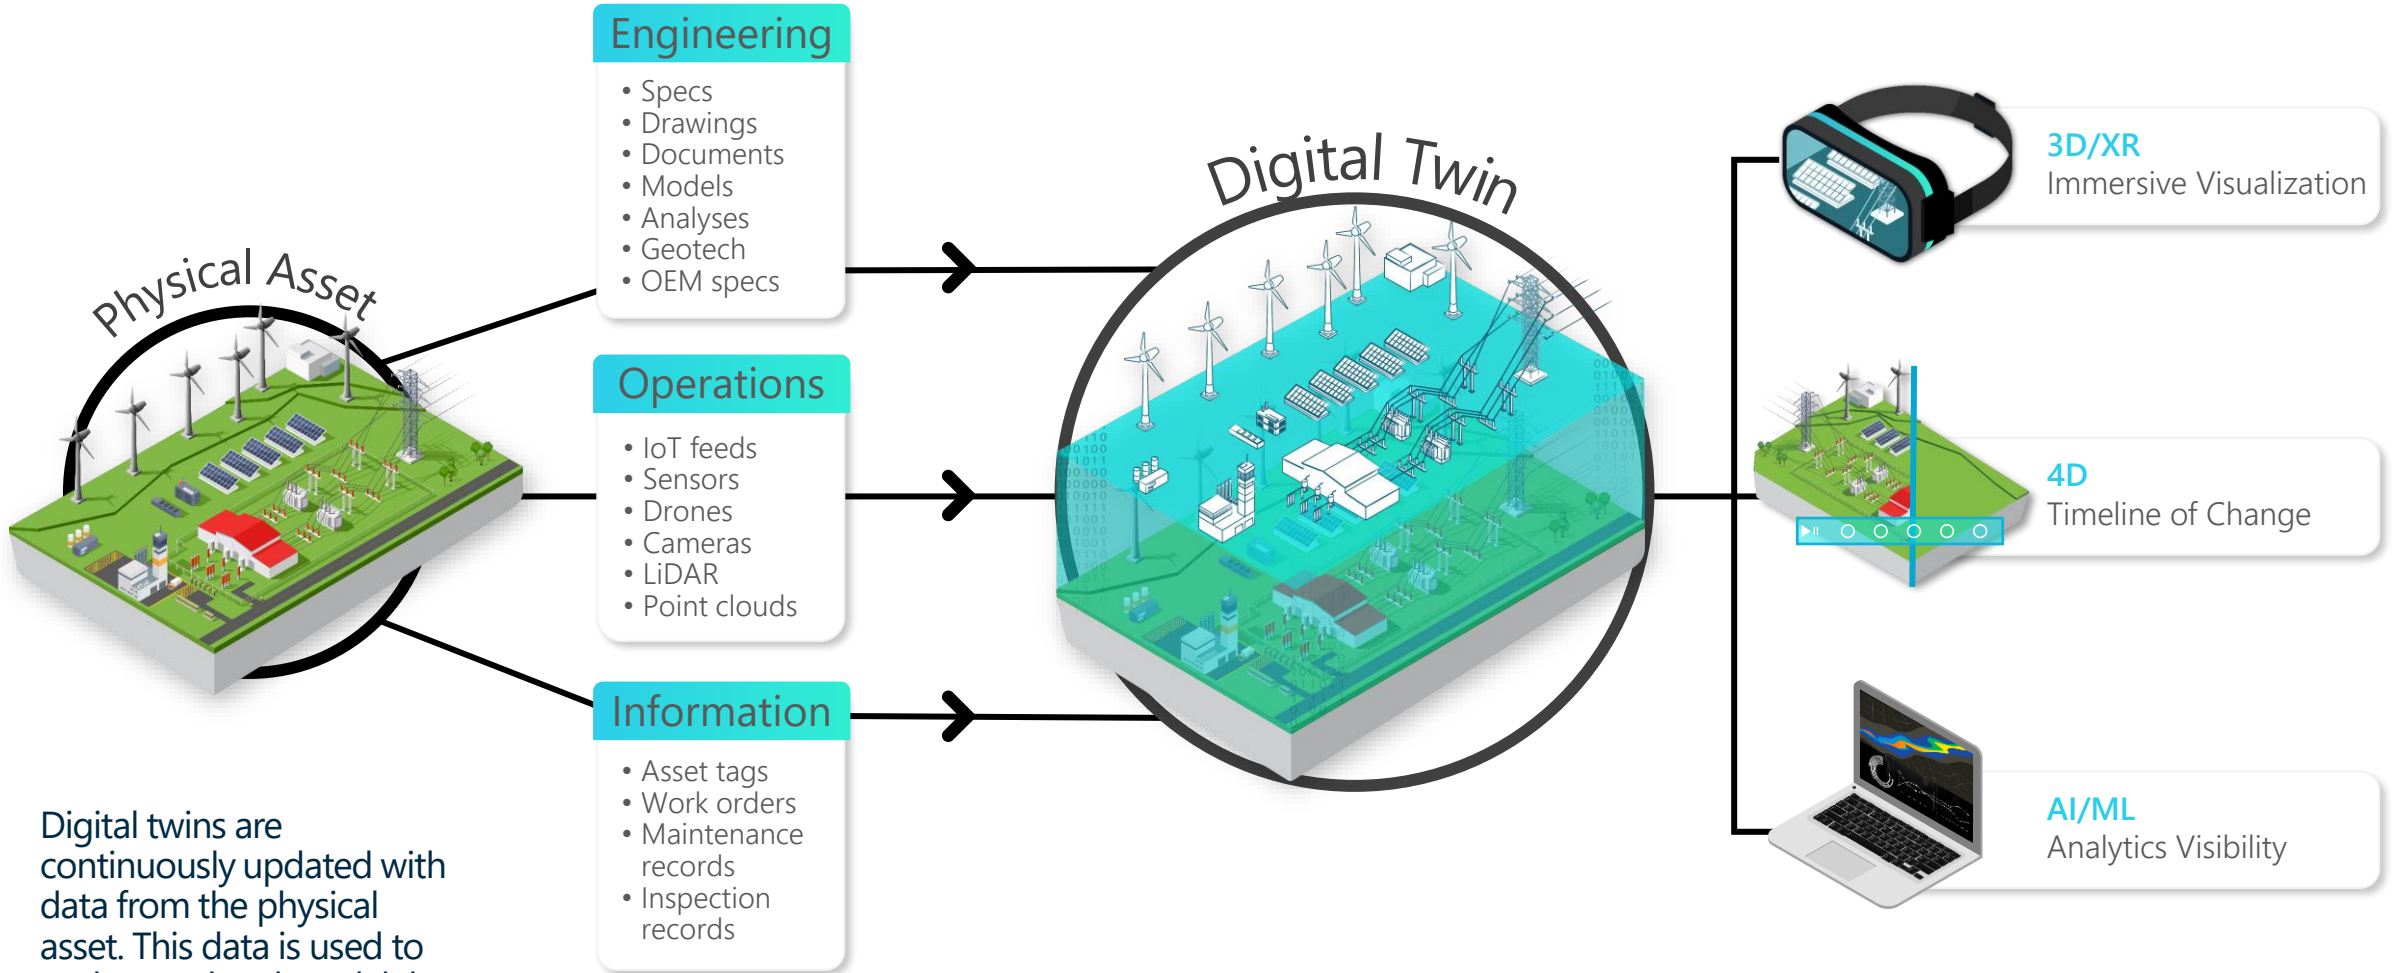 Physical Asset
Engineering
• Specs
• Drawings
• Documents
• Models
• Analyses
• Geotech
• OEM specs
Operations
• IoT feeds
• Sensors
• Drones
• Cameras
• LiDAR
• Point clouds
Information
• Asset tags
• Work orders
• Maintenance
records
• Inspection
records
Digital Twin
3D/XR
Immersive Visualization
4D
Timeline of Change
AI/ML
Analytics Visibility
Digital twins are
continuously updated with
data from the physical
asset. This data is used to